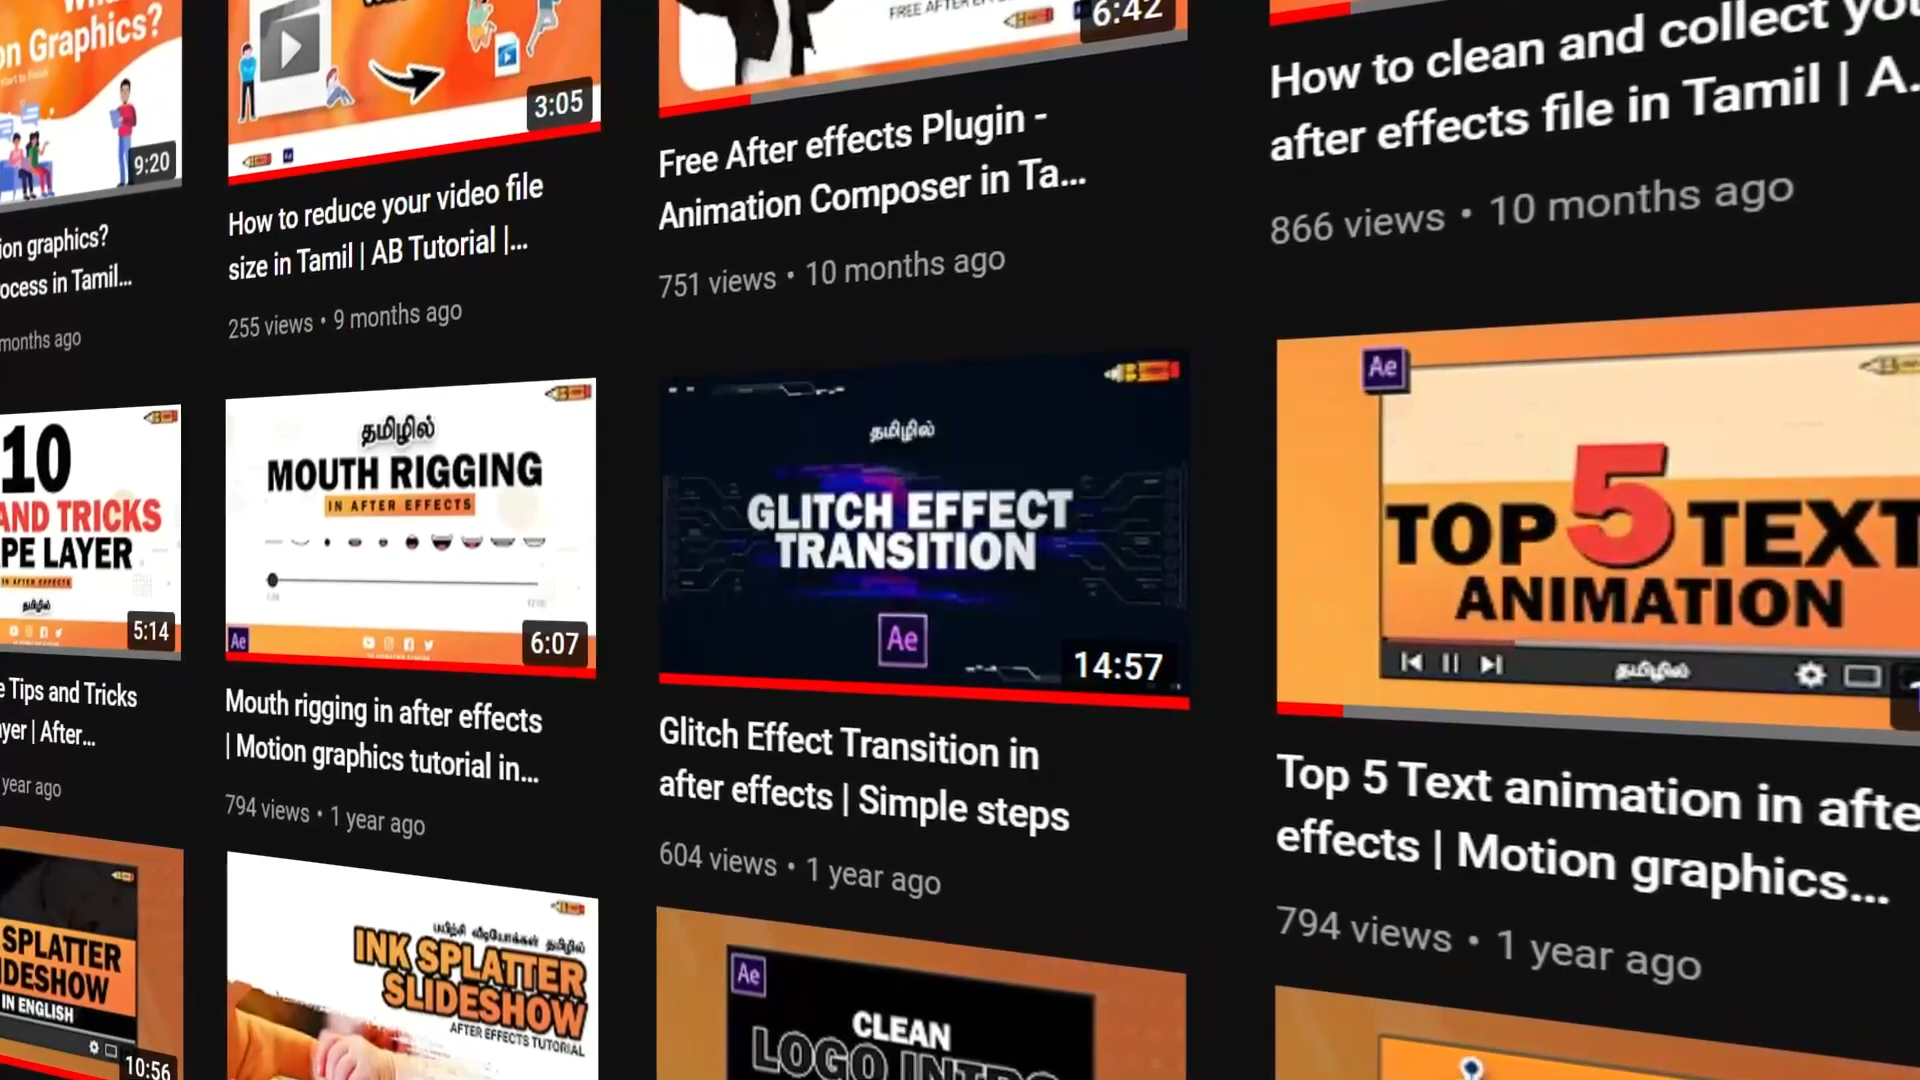 on Graphics?
9:20
ion graphics?
ocess in Tamil...
months ago
3:05
How to reduce your video file
size in Tamil | AB Tutorial |...
255 views • 9 months ago
6:42
Free After effects Plugin -
Animation Composer in Ta...
751 views • 10 months ago
How to clean and collect you
after effects file in Tamil | A...
866 views • 10 months ago
10
AND TRICKS
PE LAYER
IN AFTER EFFECTS
தமிழில்
5:14
e Tips and Tricks
yer | After...
year ago
தமிழில்
MOUTH RIGGING
IN AFTER EFFECTS
Ae
6:07
Mouth rigging in after effects
| Motion graphics tutorial in...
794 views • 1 year ago
தமிழில்
GLITCH EFFECT
TRANSITION
Ae
14:57
Glitch Effect Transition in
after effects | Simple steps
604 views • 1 year ago
Ae
TOP 5 TEXT
ANIMATION
தமிழில்
Top 5 Text animation in afte
effects | Motion graphics...
794 views • 1 year ago
SPLATTER
IDESHOW
IN ENGLISH
10:56
பயிற்சி வீடியோக்கள் தமிழில்
INK SPLATTER
SLIDESHOW
AFTER EFFECTS TUTORIAL
Ae
CLEAN
LOGO INTRO